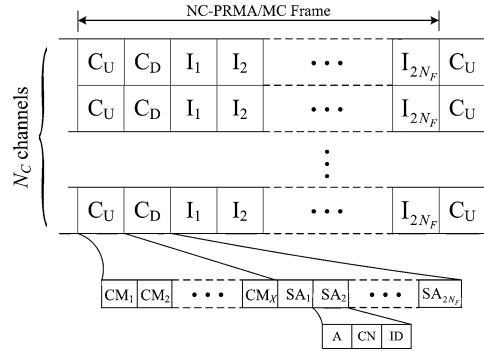 NC-PRMA/MC Frame
C_U C_D I_1 I_2 ••• I_{2N_F} C_U
C_U C_D I_1 I_2 ••• I_{2N_F} C_U
N_C channels
C_U C_D I_1 I_2 ••• I_{2N_F} C_U
CM_1 CM_2 ••• CM_X SA_1 SA_2 ••• SA_{2N_F}
A CN ID